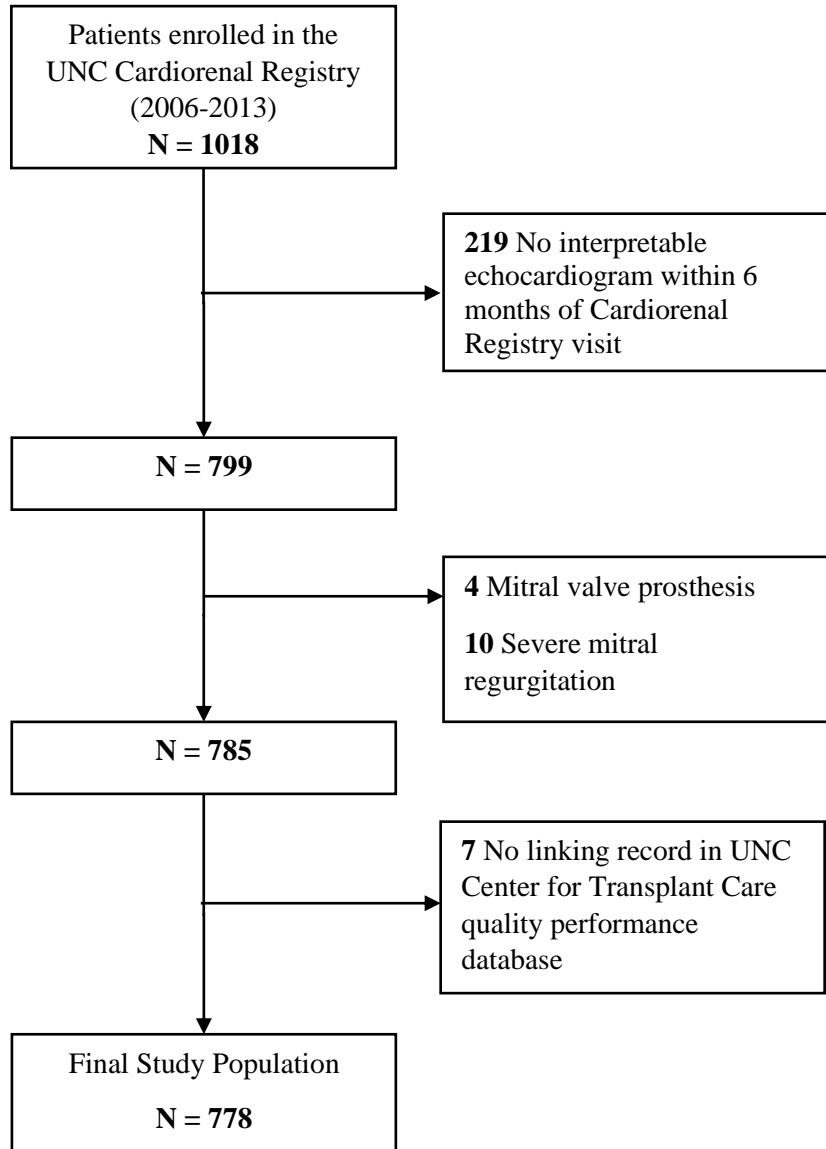 Patients enrolled in the
UNC Cardiorenal Registry
(2006-2013)
N = 1018
219 No interpretable
echocardiogram within 6
months of Cardiorenal
Registry visit
N = 799
4 Mitral valve prosthesis
10 Severe mitral
regurgitation
N = 785
7 No linking record in UNC
Center for Transplant Care
quality performance
database
Final Study Population
N = 778